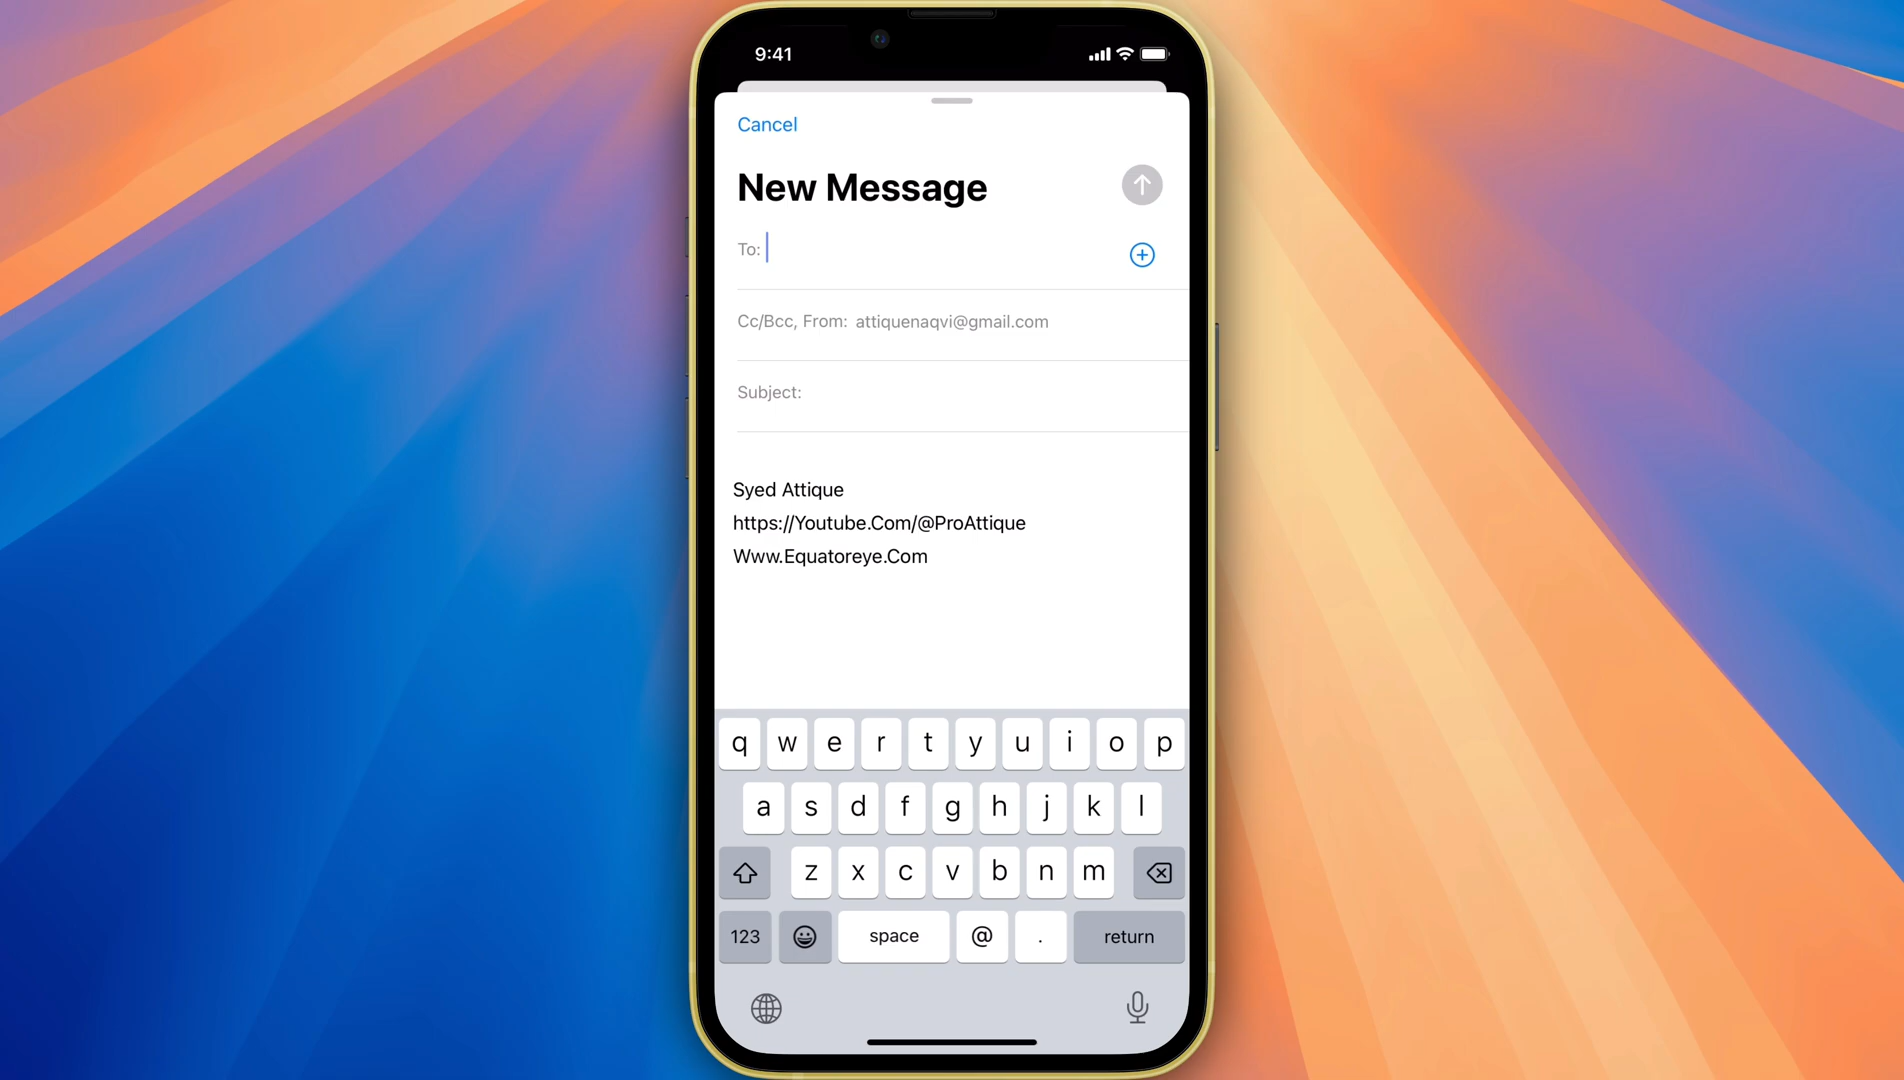 9:41
Cancel
New Message
To:
Cc/Bcc, From: attiquenaqvi@gmail.com
Subject:
Syed Attique
https://Youtube.Com/@ProAttique
Www.Equatoreye.Com
q w e r t y u i o p
a s d f g h j k l
z x c v b n m
123 space @ . return